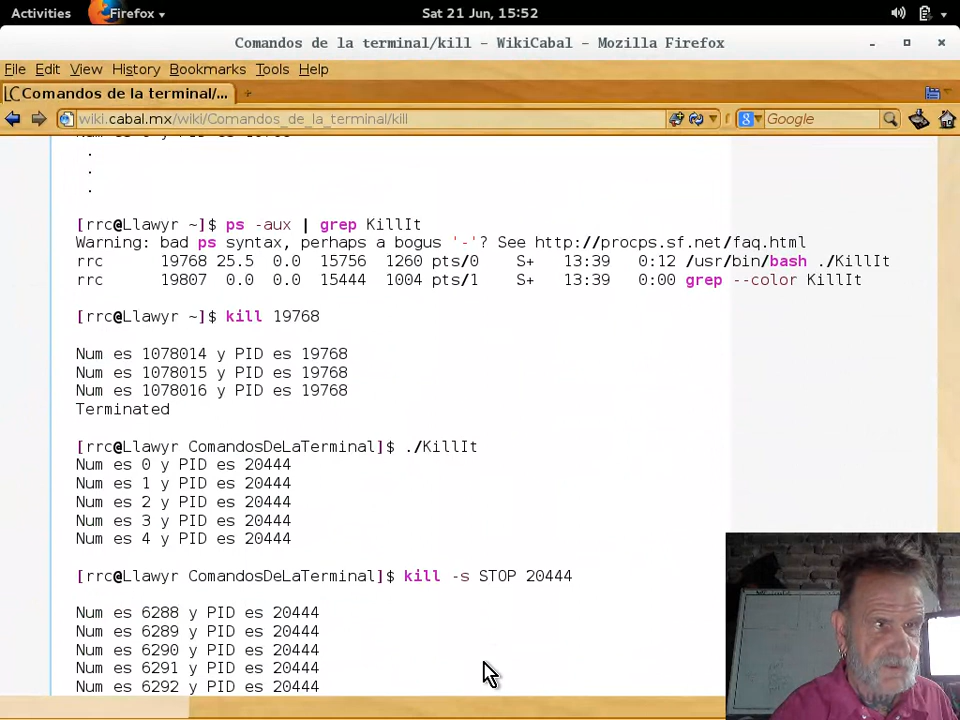 Activities Firefox Sat 21 Jun, 15:52
Comandos de la terminal/kill – WikiCabal – Mozilla Firefox
File Edit View History Bookmarks Tools Help
Comandos de la terminal/...
wiki.cabal.mx/wiki/Comandos_de_la_terminal/kill Google
.
.
.
[rrc@Llawyr ~]$ ps -aux | grep KillIt
Warning: bad ps syntax, perhaps a bogus '-'? See http://procps.sf.net/faq.html
rrc 19768 25.5 0.0 15756 1260 pts/0 S+ 13:39 0:12 /usr/bin/bash ./KillIt
rrc 19807 0.0 0.0 15444 1004 pts/1 S+ 13:39 0:00 grep --color KillIt
[rrc@Llawyr ~]$ kill 19768
Num es 1078014 y PID es 19768
Num es 1078015 y PID es 19768
Num es 1078016 y PID es 19768
Terminated
[rrc@Llawyr ComandosDeLaTerminal]$ ./KillIt
Num es 0 y PID es 20444
Num es 1 y PID es 20444
Num es 2 y PID es 20444
Num es 3 y PID es 20444
Num es 4 y PID es 20444
[rrc@Llawyr ComandosDeLaTerminal]$ kill -s STOP 20444
Num es 6288 y PID es 20444
Num es 6289 y PID es 20444
Num es 6290 y PID es 20444
Num es 6291 y PID es 20444
Num es 6292 y PID es 20444